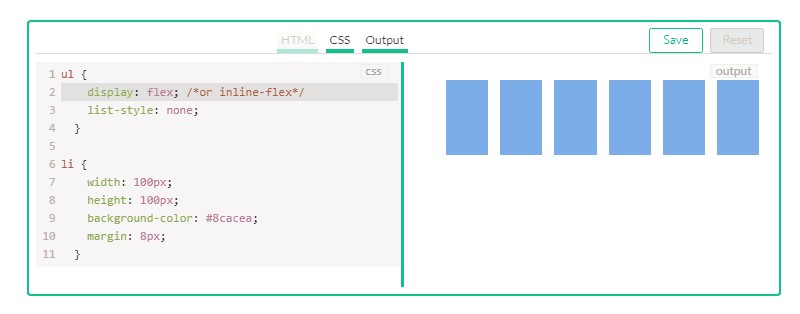 HTML CSS Output Save Reset
css
output
1 ul {
2 display: flex; /*or inline-flex*/
3 list-style: none;
4 }
5
6 li {
7 width: 100px;
8 height: 100px;
9 background-color: #8cacea;
10 margin: 8px;
11 }